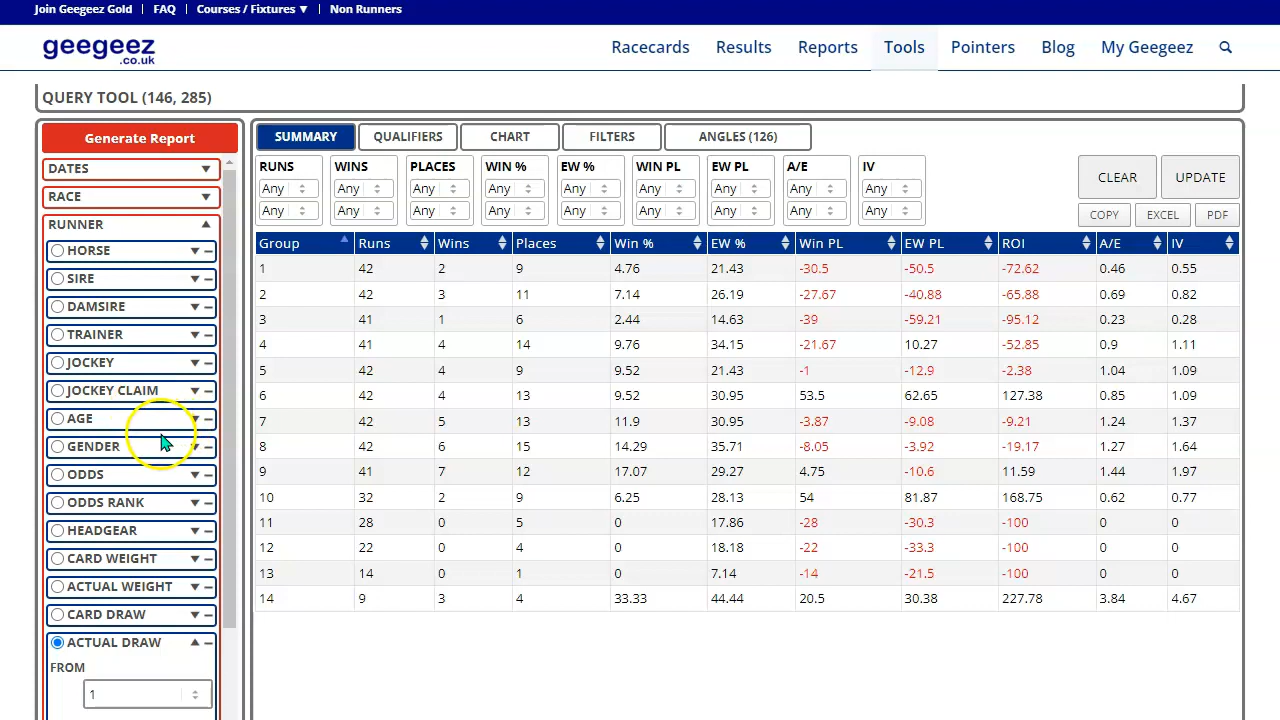 Join Geegeez Gold | FAQ | Courses / Fixtures ▼ | Non Runners
geegeez .co.uk
Racecards Results Reports Tools Pointers Blog My Geegeez
QUERY TOOL (146, 285)
Generate Report
DATES
RACE
RUNNER
HORSE
SIRE
DAMSIRE
TRAINER
JOCKEY
JOCKEY CLAIM
AGE
GENDER
ODDS
ODDS RANK
HEADGEAR
CARD WEIGHT
ACTUAL WEIGHT
CARD DRAW
ACTUAL DRAW
FROM
1
SUMMARY QUALIFIERS CHART FILTERS ANGLES (126)
RUNS WINS PLACES WIN % EW % WIN PL EW PL A/E IV
Any Any Any Any Any Any Any Any Any
Any Any Any Any Any Any Any Any Any
CLEAR UPDATE
COPY EXCEL PDF
Group Runs Wins Places Win % EW % Win PL EW PL ROI A/E IV
1 42 2 9 4.76 21.43 -30.5 -50.5 -72.62 0.46 0.55
2 42 3 11 7.14 26.19 -27.67 -40.88 -65.88 0.69 0.82
3 41 1 6 2.44 14.63 -39 -59.21 -95.12 0.23 0.28
4 41 4 14 9.76 34.15 -21.67 10.27 -52.85 0.9 1.11
5 42 4 9 9.52 21.43 -1 -12.9 -2.38 1.04 1.09
6 42 4 13 9.52 30.95 53.5 62.65 127.38 0.85 1.09
7 42 5 13 11.9 30.95 -3.87 -9.08 -9.21 1.24 1.37
8 42 6 15 14.29 35.71 -8.05 -3.92 -19.17 1.27 1.64
9 41 7 12 17.07 29.27 4.75 -10.6 11.59 1.44 1.97
10 32 2 9 6.25 28.13 54 31.87 168.75 0.62 0.77
11 28 0 5 0 17.86 -28 -30.3 -100 0 0
12 22 0 4 0 18.18 -22 -33.3 -100 0 0
13 14 0 1 0 7.14 -14 -21.5 -100 0 0
14 9 3 4 33.33 44.44 20.5 30.38 227.78 3.84 4.67